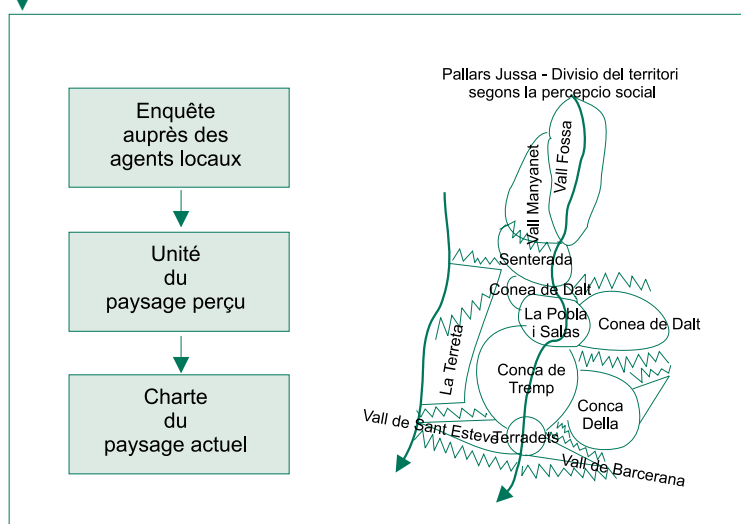 Enquête
auprès des
agents locaux
Unité
du
paysage perçu
Charte
du
paysage actuel
Pallars Jussa - Divisio del territori
segons la percepcio social
Vall Manyanet
Vall Fossa
Senterada
Conea de Dalt
La Pobla
i Salas
Conea de Dalt
La Terreta
Conca de
Tremp
Conca
Della
Vall de Sant Esteve
Terradets
Vall de Barcerana